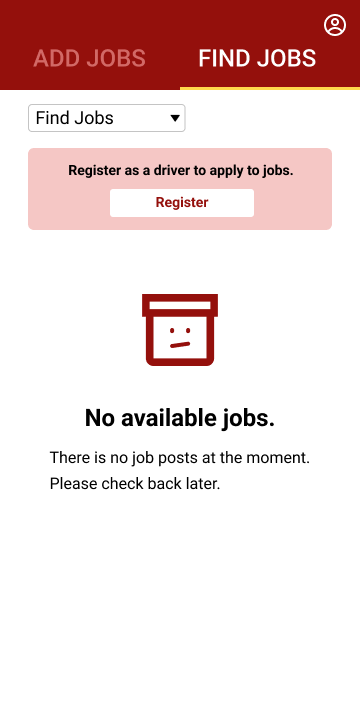 ADD JOBS
FIND JOBS
Find Jobs
Register as a driver to apply to jobs.
Register
No available jobs.
There is no job posts at the moment.
Please check back later.